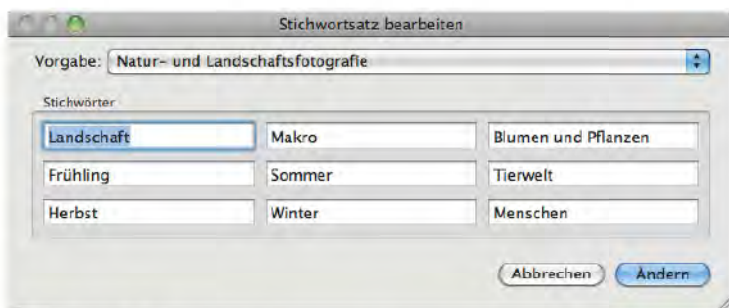 Stichwortsatz bearbeiten
Vorgabe: Natur- und Landschaftsfotografie
Stichwörter
Landschaft Makro Blumen und Pflanzen
Frühling Sommer Tierwelt
Herbst Winter Menschen
Abbrechen Ändern